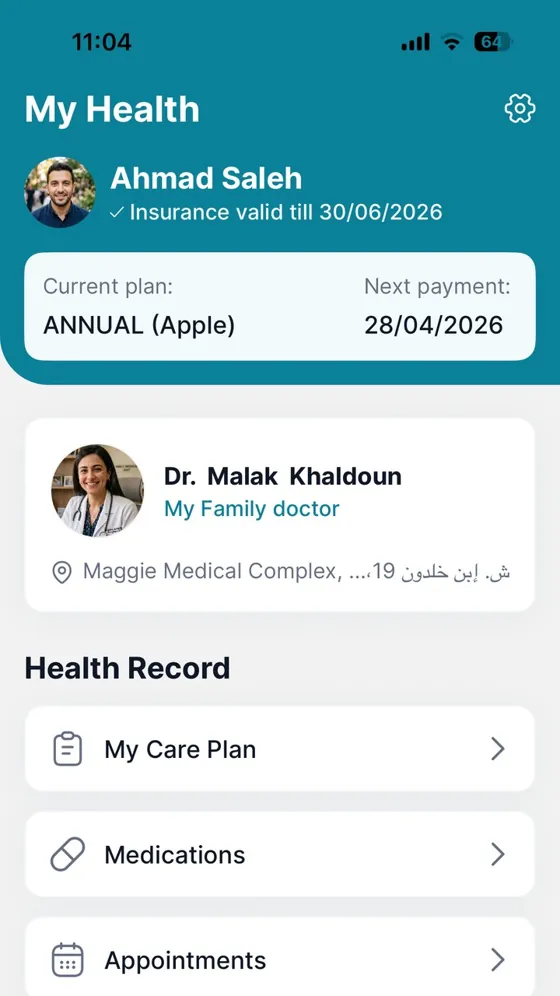 11:04
64
My Health
Ahmad Saleh
✓ Insurance valid till 30/06/2026
Current plan:
Next payment:
ANNUAL (Apple)
28/04/2026
Dr. Malak Khaldoun
My Family doctor
Maggie Medical Complex, ...،19 ش. إبن خلدون
Health Record
My Care Plan
Medications
Appointments